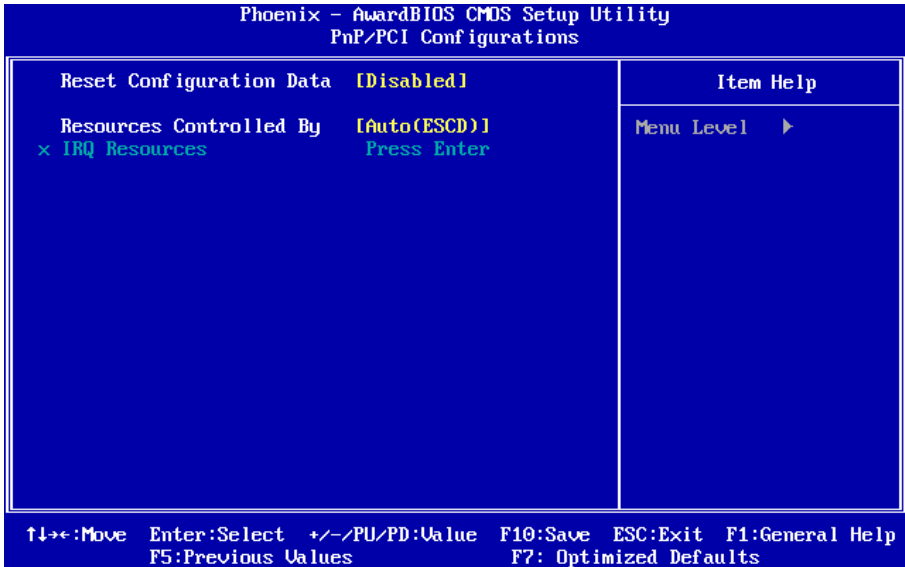 Phoenix - AwardBIOS CMOS Setup Utility
PnP/PCI Configurations
Reset Configuration Data [Disabled]
Item Help
Resources Controlled By [Auto(ESCD)]
Menu Level ►
x IRQ Resources Press Enter
↑↓→←:Move Enter:Select +/-/PU/PD:Value F10:Save ESC:Exit F1:General Help
F5:Previous Values F7: Optimized Defaults